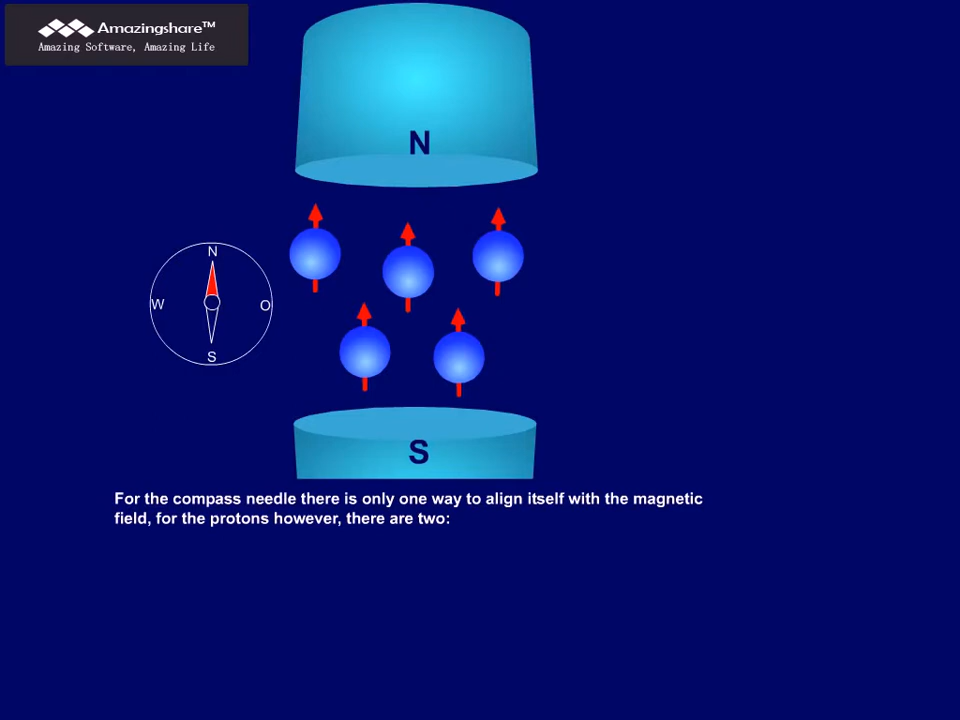 Amazingshare™
Amazing Software, Amazing Life
N
N
W
O
S
S
For the compass needle there is only one way to align itself with the magnetic
field, for the protons however, there are two: